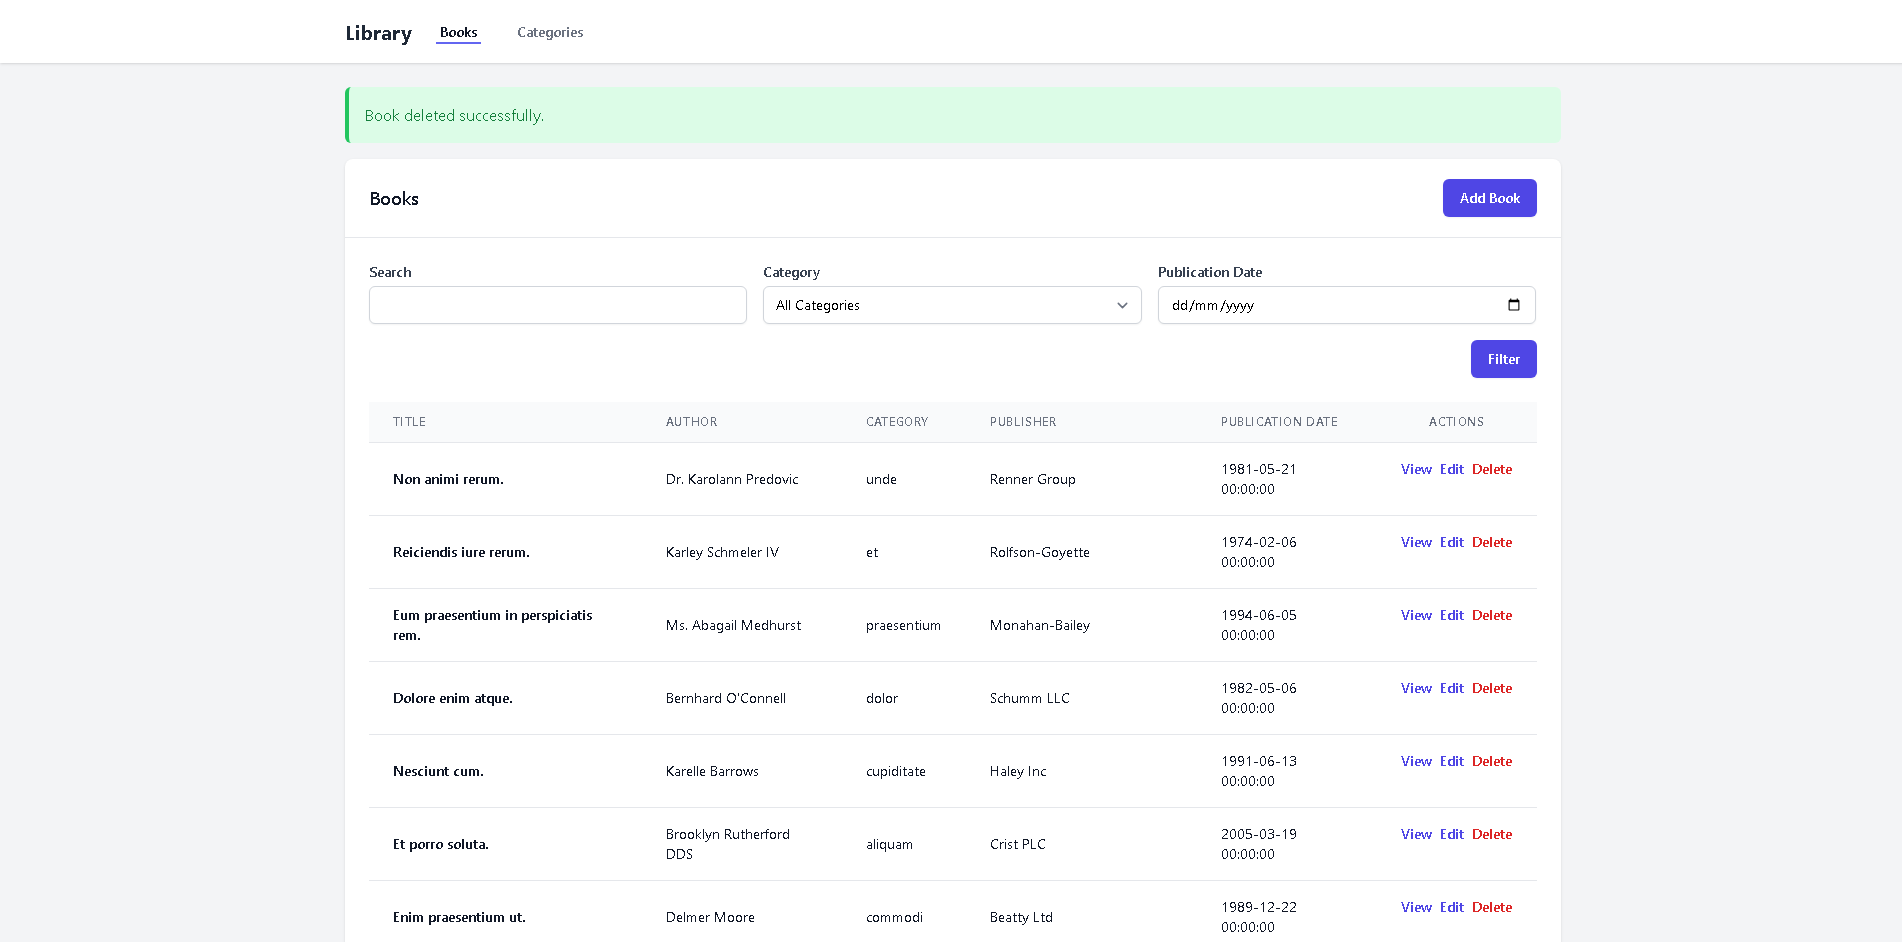 Library Books Categories
Book deleted successfully.
Books Add Book
Search Category Publication Date
All Categories dd/mm/yyyy
Filter
TITLE AUTHOR CATEGORY PUBLISHER PUBLICATION DATE ACTIONS
Non animi rerum. Dr. Karolann Predovic unde Renner Group 1981-05-21 00:00:00 View Edit Delete
Reiciendis iure rerum. Karley Schmeler IV et Rolfson-Goyette 1974-02-06 00:00:00 View Edit Delete
Eum praesentium in perspiciatis rem. Ms. Abagail Medhurst praesentium Monahan-Bailey 1994-06-05 00:00:00 View Edit Delete
Dolore enim atque. Bernhard O'Connell dolor Schumm LLC 1982-05-06 00:00:00 View Edit Delete
Nesciunt cum. Karelle Barrows cupiditate Haley Inc 1991-06-13 00:00:00 View Edit Delete
Et porro soluta. Brooklyn Rutherford DDS aliquam Crist PLC 2005-03-19 00:00:00 View Edit Delete
Enim praesentium ut. Delmer Moore commodi Beatty Ltd 1989-12-22 00:00:00 View Edit Delete